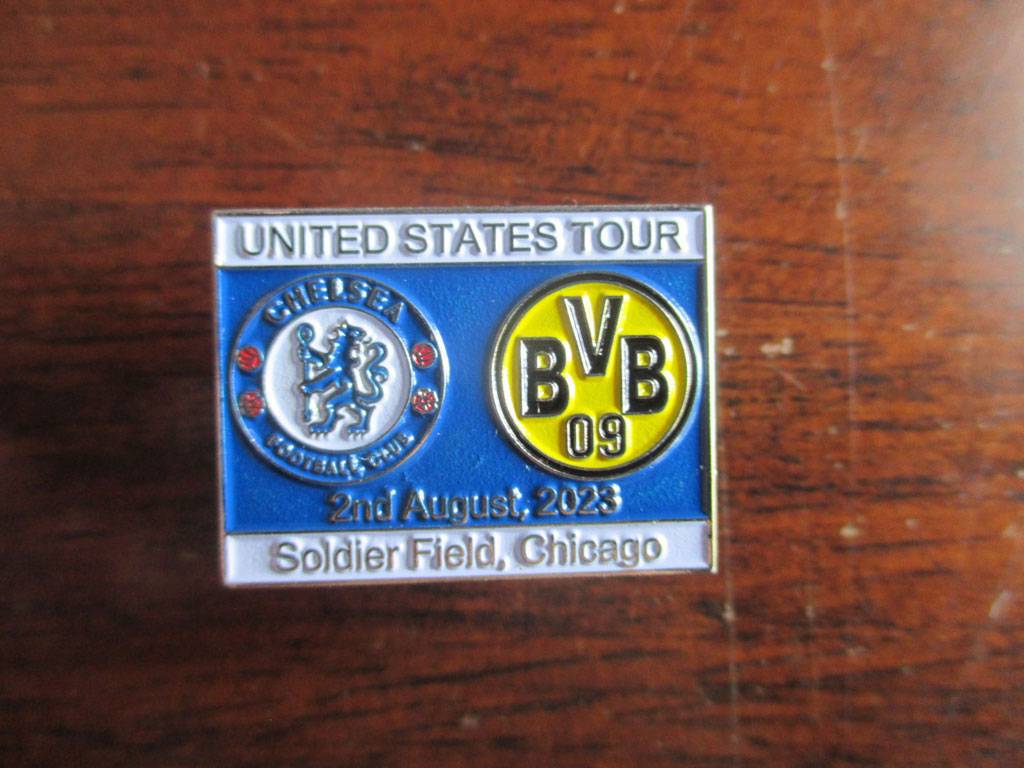 UNITED STATES TOUR
CHELSEA
FOOTBALL CLUB
BVB
09
2nd August, 2023
Soldier Field, Chicago